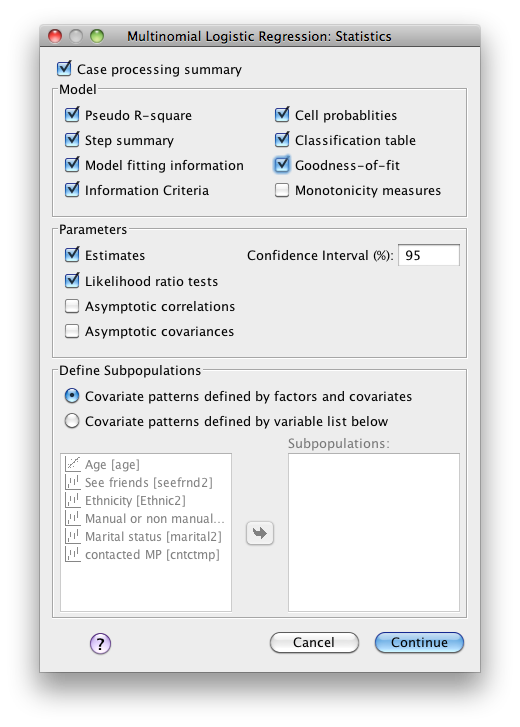 Multinomial Logistic Regression: Statistics
Case processing summary
Model
Pseudo R-square
Cell probablities
Step summary
Classification table
Model fitting information
Goodness-of-fit
Information Criteria
Monotonicity measures
Parameters
Estimates
Confidence Interval (%): 95
Likelihood ratio tests
Asymptotic correlations
Asymptotic covariances
Define Subpopulations
Covariate patterns defined by factors and covariates
Covariate patterns defined by variable list below
Subpopulations:
Age [age]
See friends [seefrnd2]
Ethnicity [Ethnic2]
Manual or non manual...
Marital status [marital2]
contacted MP [cntctmp]
?
Cancel
Continue